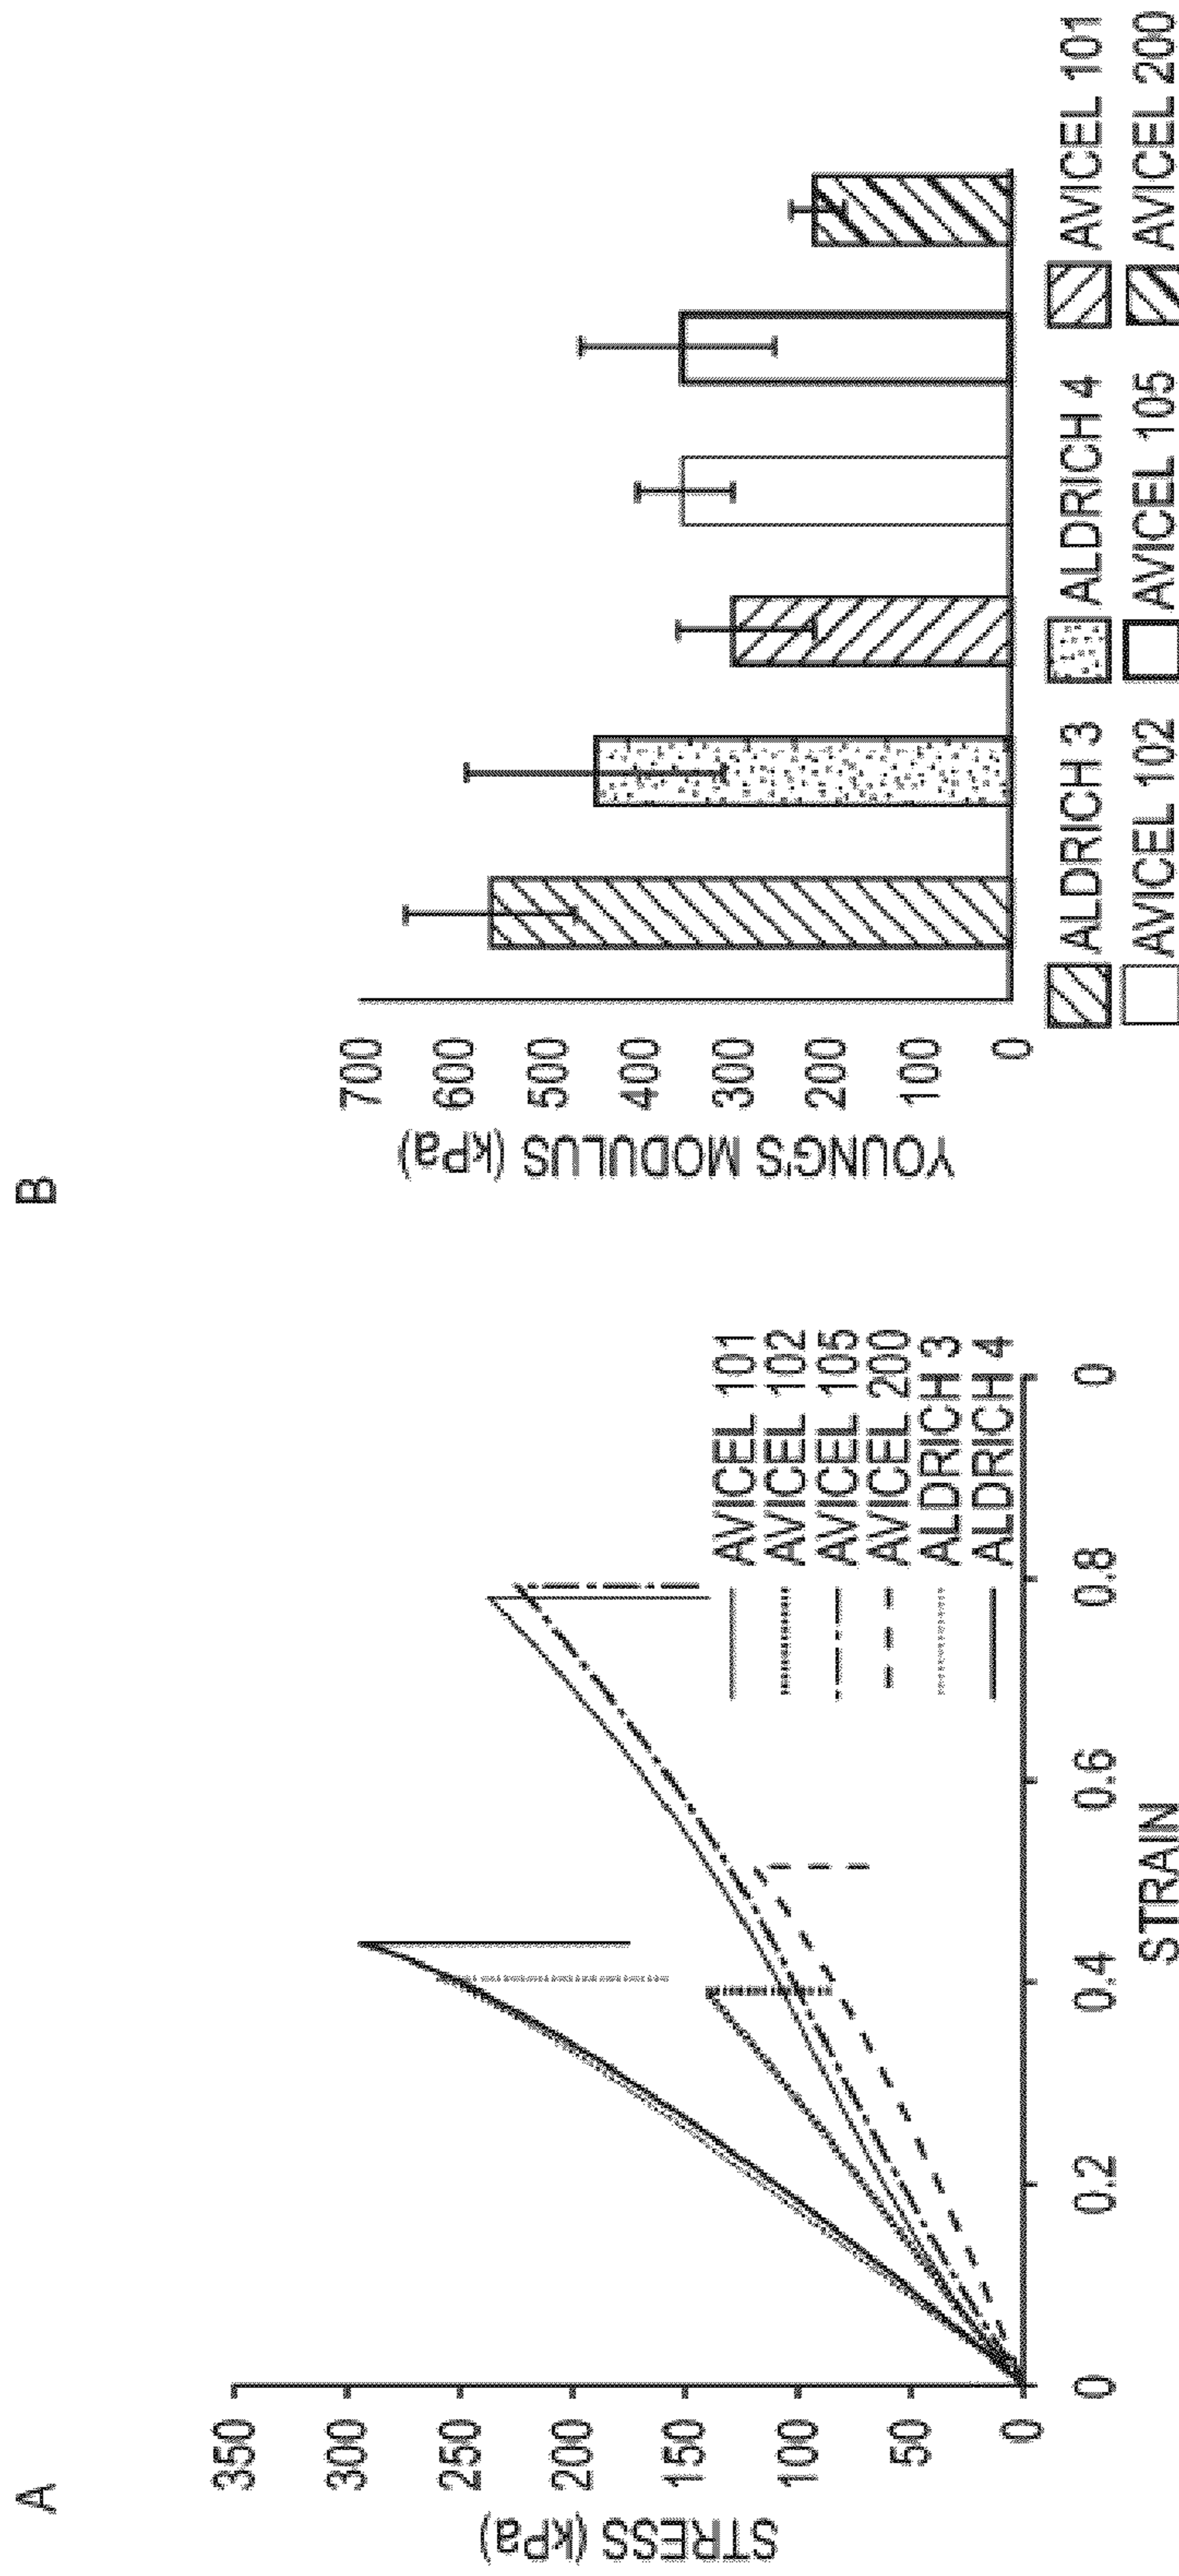 A
STRESS (kPa)
350
300
250
200
150
100
50
0
0
0.2
0.4
0.6
0.8
0
STRAIN
AVICEL 101
AVICEL 102
AVICEL 105
AVICEL 200
ALDRICH 3
ALDRICH 4
B
YOUNG'S MODULUS (kPa)
700
600
500
400
300
200
100
0
ALDRICH 3 ALDRICH 4 AVICEL 101
AVICEL 102 AVICEL 105 AVICEL 200